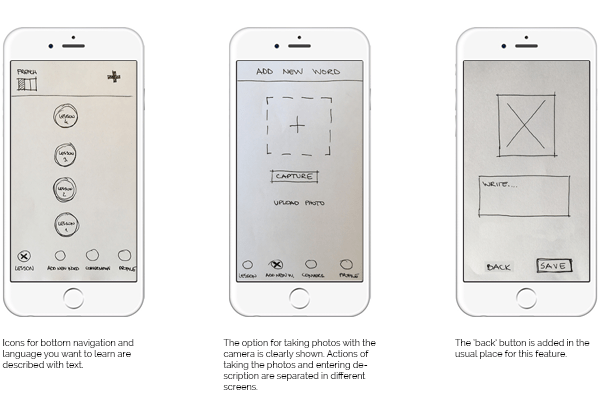 FRENCH
LESSON 4
LESSON 3
LESSON 2
LESSON 1
LESSON ADD NEW WORD PROFILE
Icons for bottom navigation and
language you want to learn are
described with text.
ADD NEW WORD
CAPTURE
UPLOAD PHOTO
LESSON ADD NEW W. PROFILE
The option for taking photos with the
camera is clearly shown. Actions of
taking the photos and entering de-
scription are separated in different
screens.
WRITE....
BACK SAVE
The "back" button is added in the
usual place for this feature.